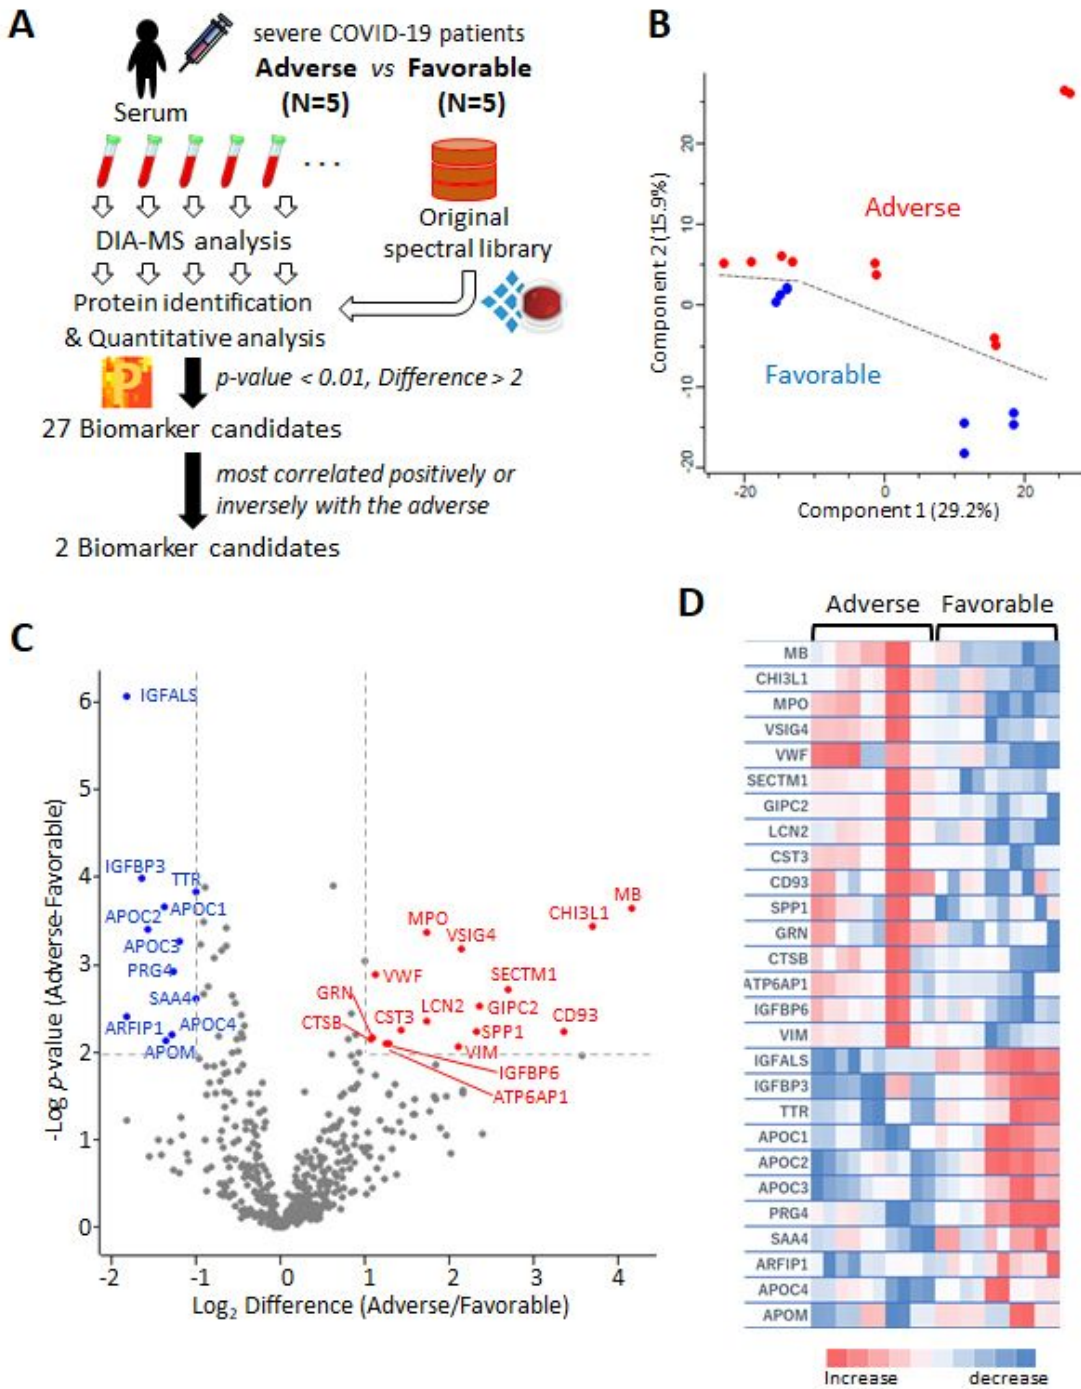 A
severe COVID-19 patients
Adverse vs Favorable
(N=5) (N=5)
Serum
...
Original
spectral library
DIA-MS analysis
Protein identification
& Quantitative analysis
P
p-value < 0.01, Difference > 2
27 Biomarker candidates
most correlated positively or
inversely with the adverse
2 Biomarker candidates
B
Component 2 (15.9%)
20
10
0
-10
-20
Adverse
Favorable
-20 0 20
Component 1 (29.2%)
C
-Log p-value (Adverse-Favorable)
6
5
4
3
2
1
0
IGFALS
IGFBP3
TTR
APOC2
APOC1
APOC3
PRG4
SAA4
ARFIP1
APOC4
APOM
MB
CHI3L1
MPO
VSIG4
VWF
SECTM1
GRN
LCN2
GIPC2
CD93
CTSB
CST3
SPP1
VIM
IGFBP6
ATP6AP1
-2 -1 0 1 2 3 4
Log2 Difference (Adverse/Favorable)
D
Adverse Favorable
MB
CHI3L1
MPO
VSIG4
VWF
SECTM1
GIPC2
LCN2
CST3
CD93
SPP1
GRN
CTSB
ATP6AP1
IGFBP6
VIM
IGFALS
IGFBP3
TTR
APOC1
APOC2
APOC3
PRG4
SAA4
ARFIP1
APOC4
APOM
Increase decrease